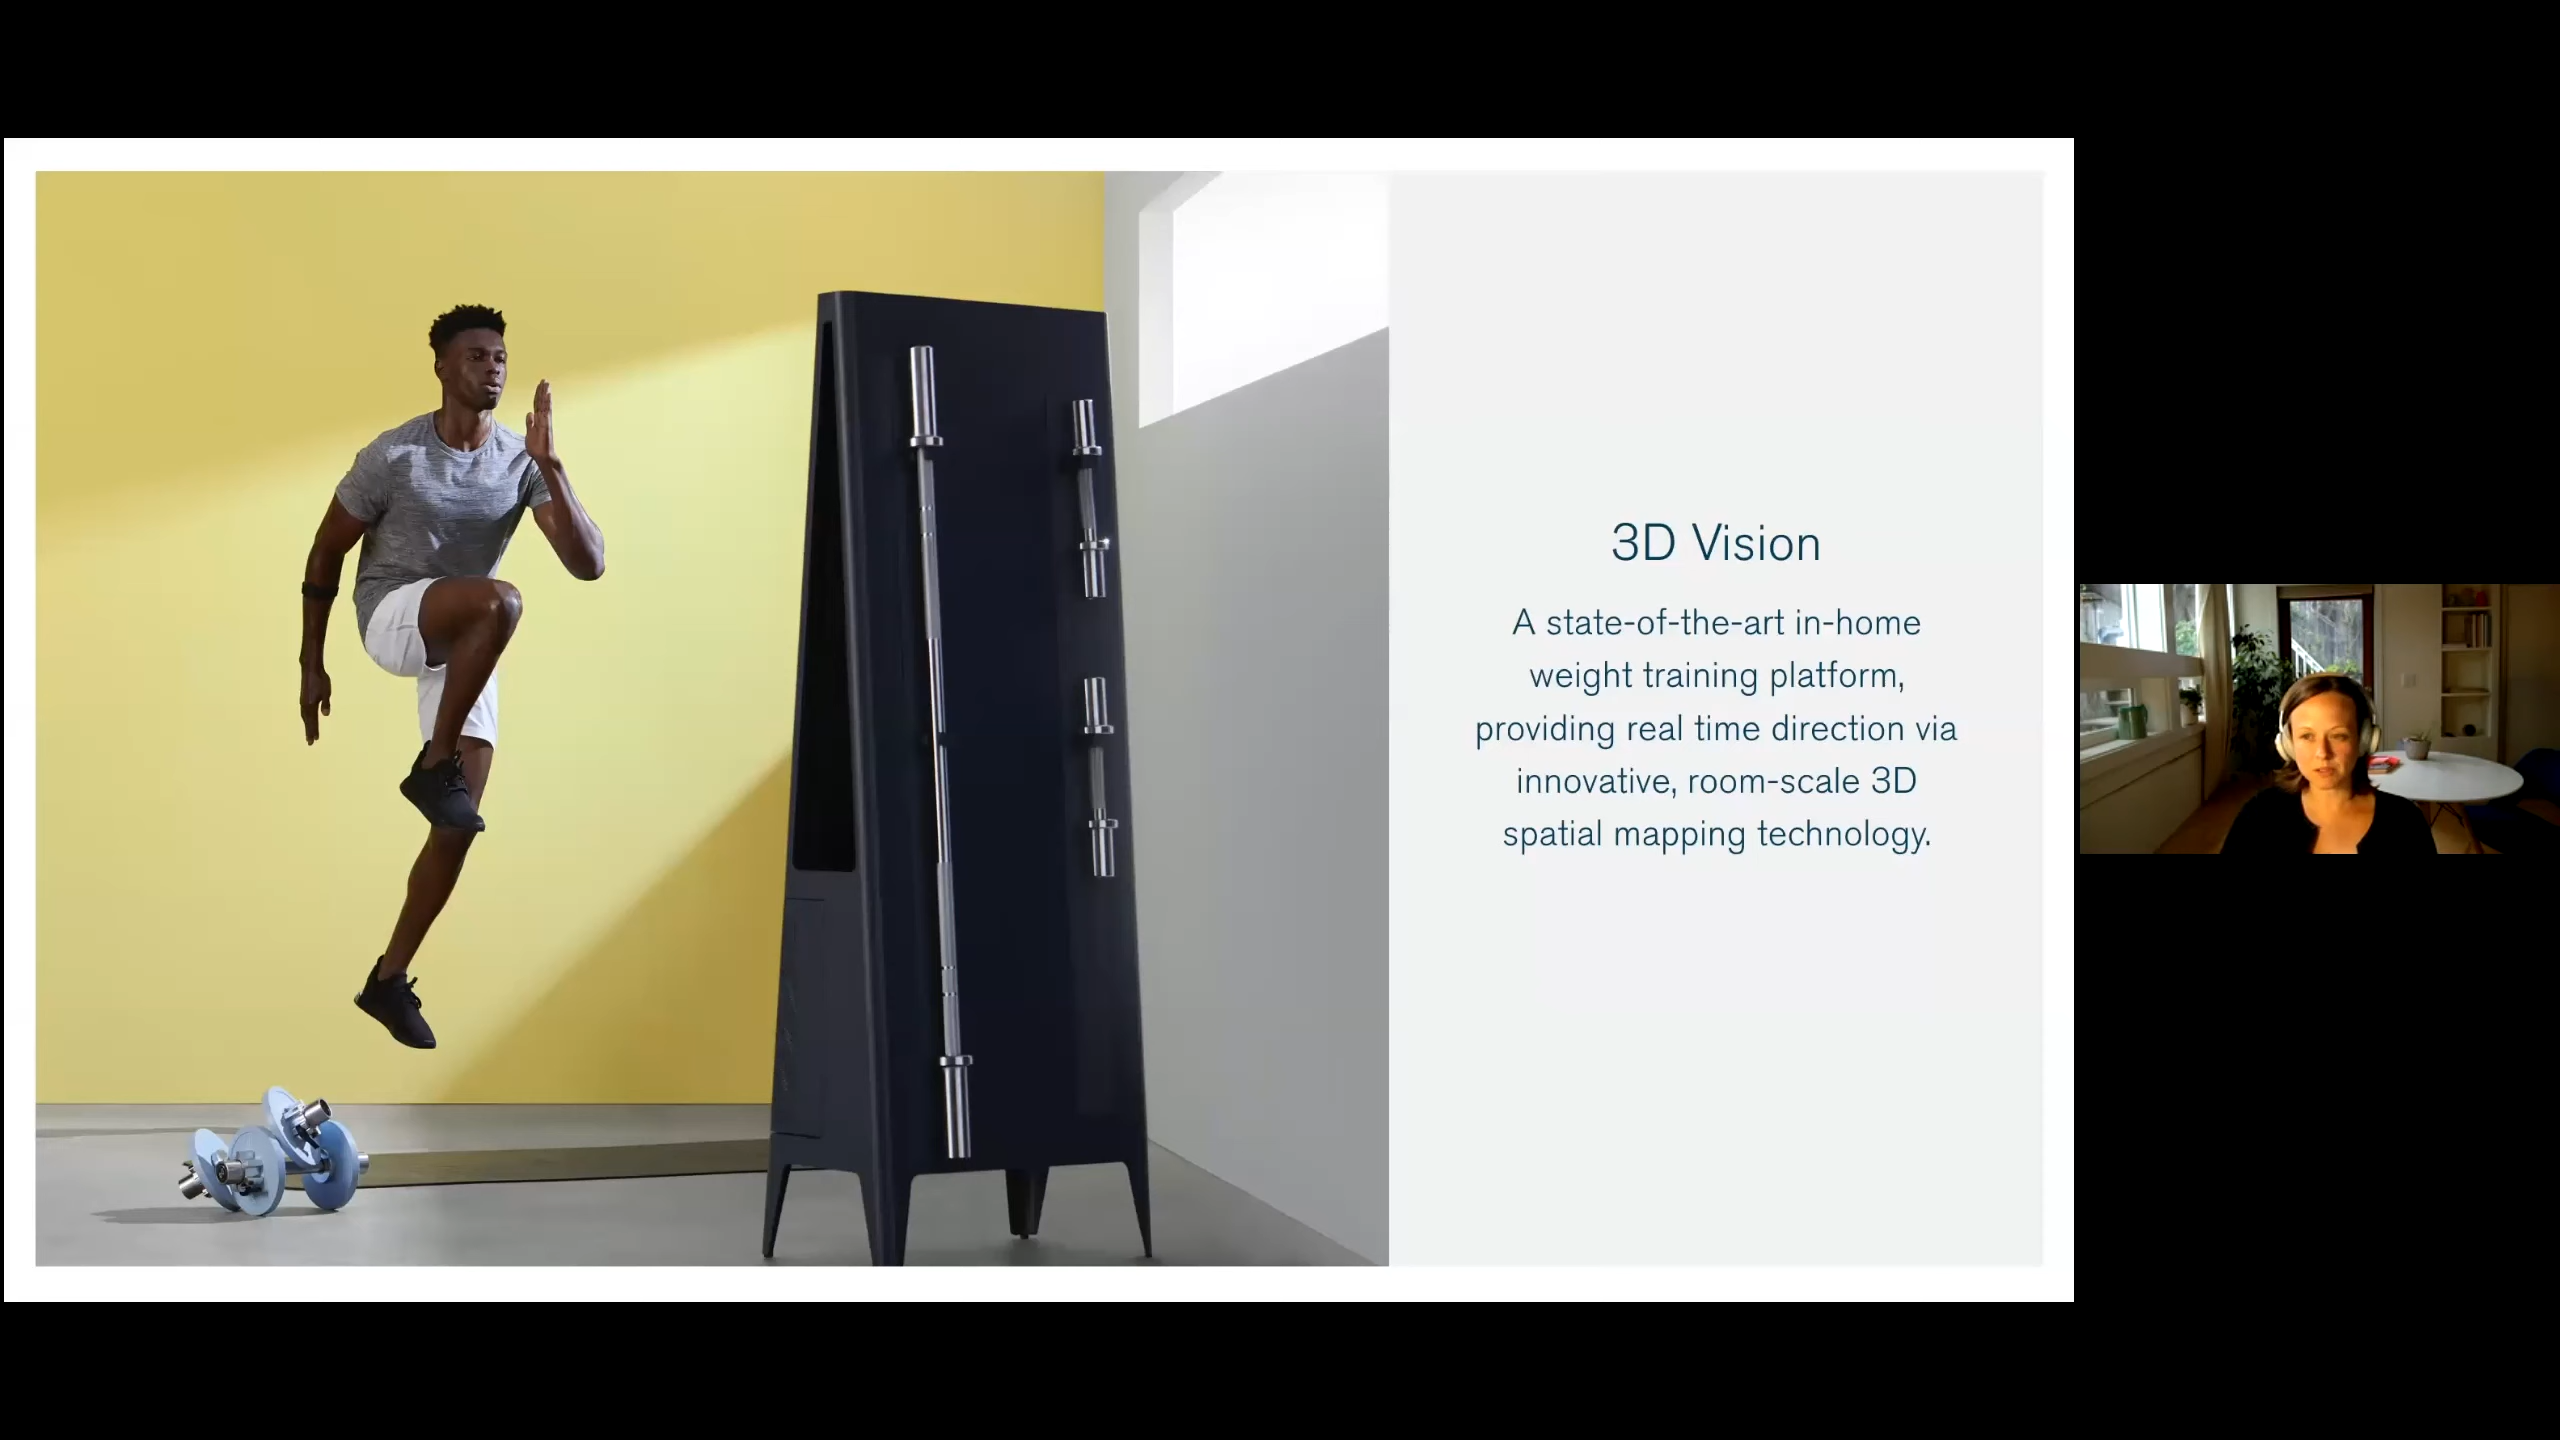 3D Vision
A state-of-the-art in-home
weight training platform,
providing real time direction via
innovative, room-scale 3D
spatial mapping technology.